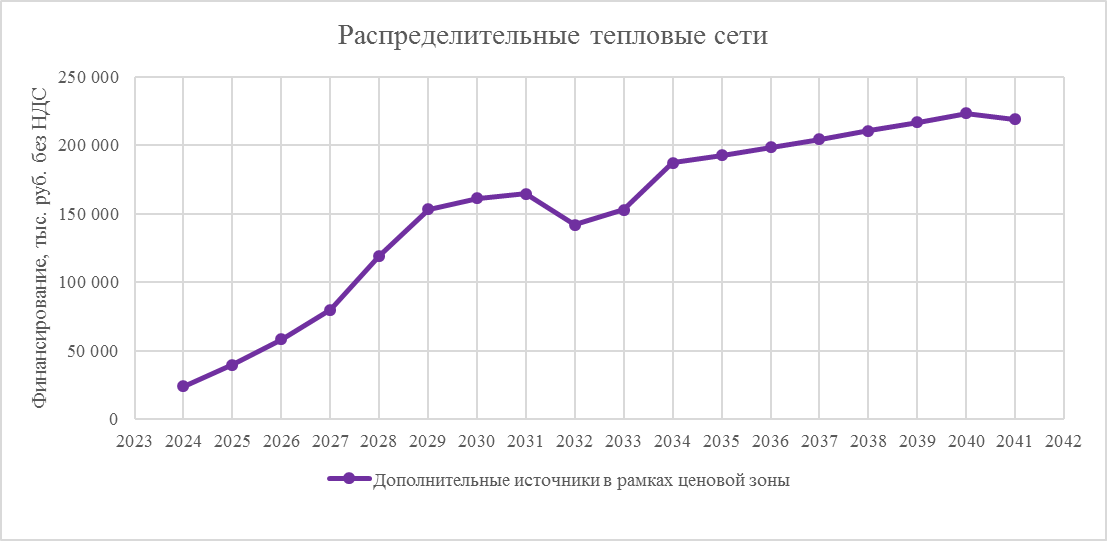 Распределительные тепловые сети
Финансирование, тыс. руб. без НДС
250 000
200 000
150 000
100 000
50 000
0
2023 2024 2025 2026 2027 2028 2029 2030 2031 2032 2033 2034 2035 2036 2037 2038 2039 2040 2041 2042
Дополнительные источники в рамках ценовой зоны